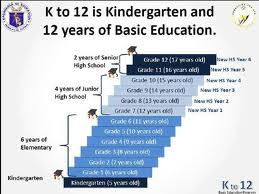 K to 12 is Kindergarten and
12 years of Basic Education.
2 years of Senior
High School
Grade 12 (17 years old)
New HS Year 6
Grade 11 (16 years old)
New HS Year 5
4 years of Junior
High School
Grade 10 (15 years old)
New HS Year 4
Grade 9 (14 years old)
New HS Year 3
Grade 8 (13 years old)
New HS Year 2
Grade 7 (12 years old)
New HS Year 1
6 years of
Elementary
Grade 6 (11 years old)
Grade 5 (10 years old)
Grade 4 (9 years old)
Grade 3 (8 years old)
Grade 2 (7 years old)
Grade 1 (6 years old)
Kindergarten
Kindergarten (5 years old)
K to 12
Basic Education Program